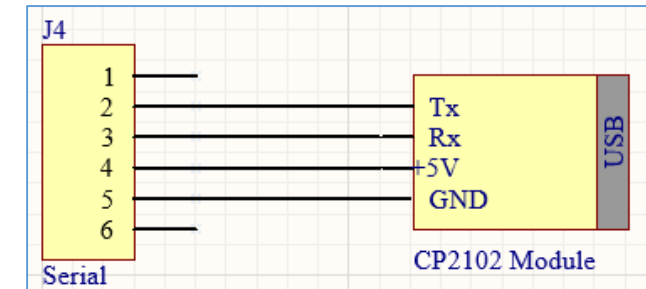 J4
1
2 Tx
3 Rx
4 +5V
5 GND
6
USB
Serial
CP2102 Module